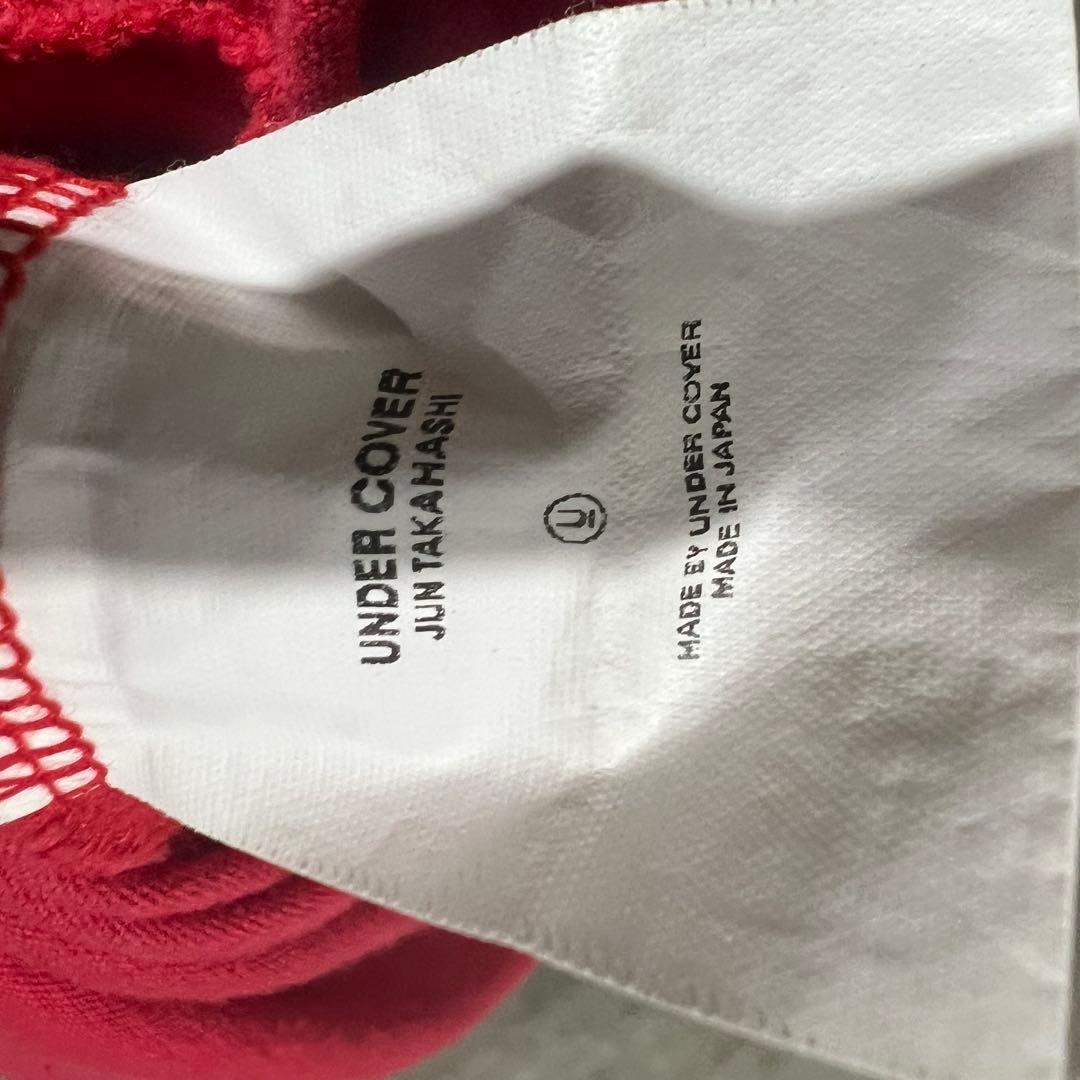 UNDER COVER
JUN TAKAHASHI
U
MADE BY UNDER COVER
MADE IN JAPAN